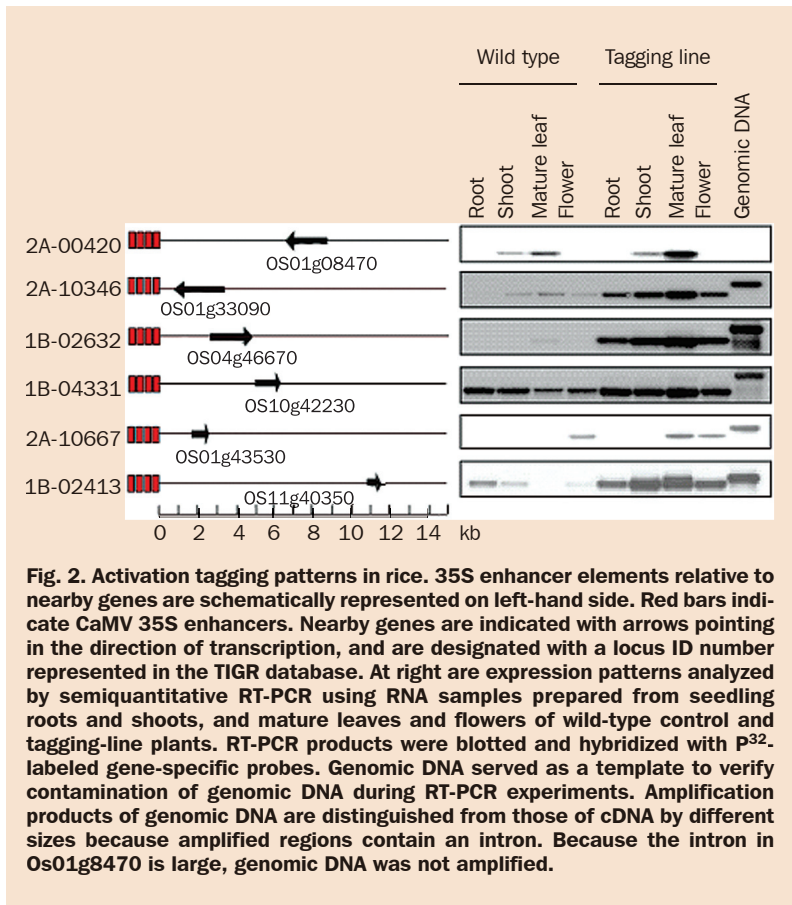 Wild type Tagging line
Root Shoot Mature leaf Flower Root Shoot Mature leaf Flower Genomic DNA
2A-00420
OS01g08470
2A-10346
OS01g33090
1B-02632
OS04g46670
1B-04331
OS10g42230
2A-10667
OS01g43530
1B-02413
OS11g40350
0 2 4 6 8 10 12 14 kb
Fig. 2. Activation tagging patterns in rice. 35S enhancer elements relative to
nearby genes are schematically represented on left-hand side. Red bars indi-
cate CaMV 35S enhancers. Nearby genes are indicated with arrows pointing
in the direction of transcription, and are designated with a locus ID number
represented in the TIGR database. At right are expression patterns analyzed
by semiquantitative RT-PCR using RNA samples prepared from seedling
roots and shoots, and mature leaves and flowers of wild-type control and
tagging-line plants. RT-PCR products were blotted and hybridized with P³²-
labeled gene-specific probes. Genomic DNA served as a template to verify
contamination of genomic DNA during RT-PCR experiments. Amplification
products of genomic DNA are distinguished from those of cDNA by different
sizes because amplified regions contain an intron. Because the intron in
Os01g8470 is large, genomic DNA was not amplified.